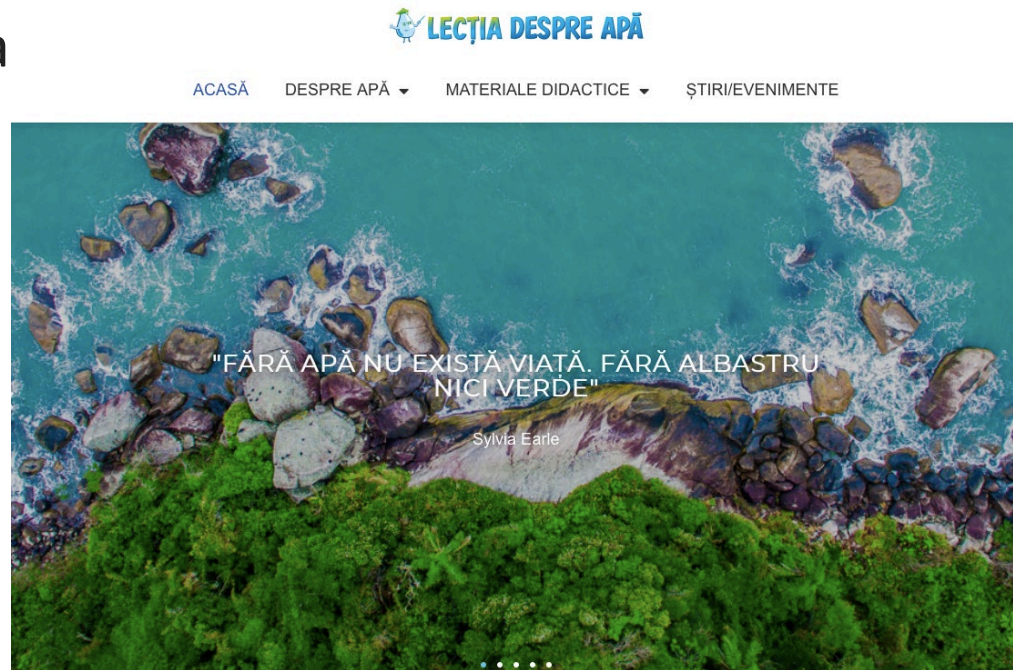 LECȚIA DESPRE APĂ
a
ACASĂ DESPRE APĂ MATERIALE DIDACTICE ȘTIRI/EVENIMENTE
"FĂRĂ APĂ NU EXISTĂ VIAȚĂ. FĂRĂ ALBASTRU
NICI VERDE"
Sylvia Earle